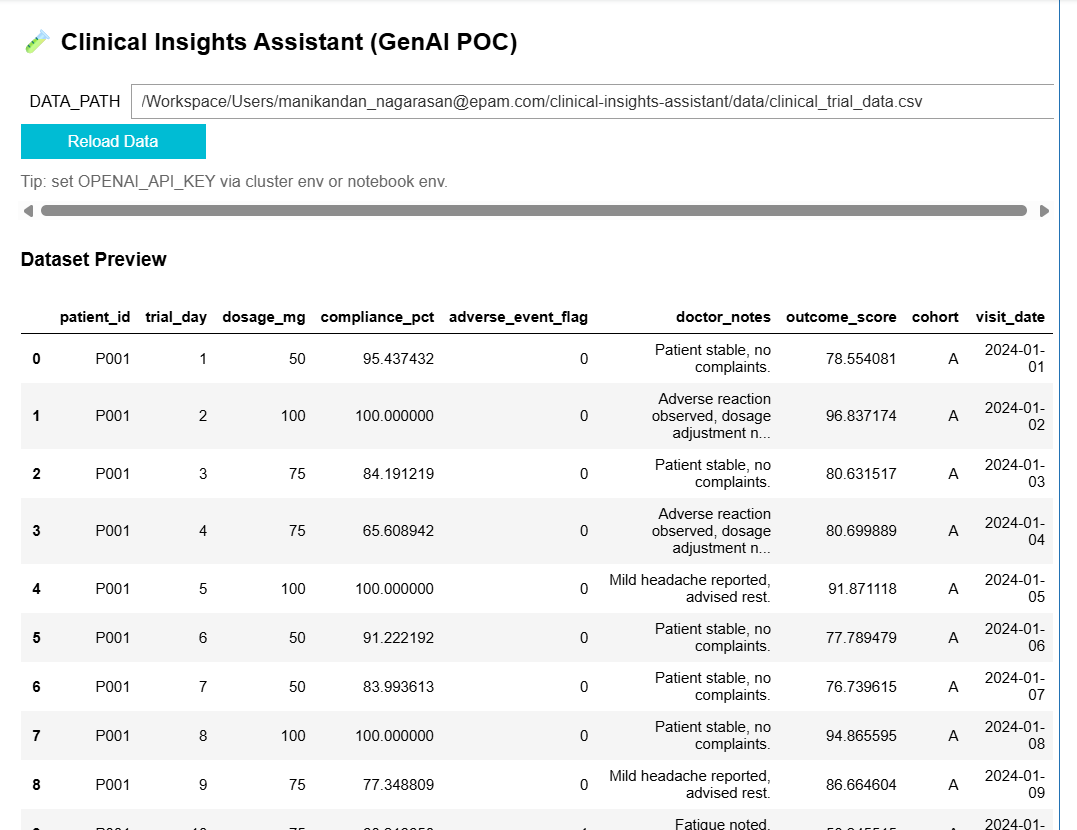 Clinical Insights Assistant (GenAI POC)
DATA_PATH /Workspace/Users/manikandan_nagarasan@epam.com/clinical-insights-assistant/data/clinical_trial_data.csv
Reload Data
Tip: set OPENAI_API_KEY via cluster env or notebook env.
Dataset Preview
patient_id trial_day dosage_mg compliance_pct adverse_event_flag doctor_notes outcome_score cohort visit_date
0 P001 1 50 95.437432 0 Patient stable, no complaints. 78.554081 A 2024-01-01
1 P001 2 100 100.000000 0 Adverse reaction observed, dosage adjustment n... 96.837174 A 2024-01-02
2 P001 3 75 84.191219 0 Patient stable, no complaints. 80.631517 A 2024-01-03
3 P001 4 75 65.608942 0 Adverse reaction observed, dosage adjustment n... 80.699889 A 2024-01-04
4 P001 5 100 100.000000 0 Mild headache reported, advised rest. 91.871118 A 2024-01-05
5 P001 6 50 91.222192 0 Patient stable, no complaints. 77.789479 A 2024-01-06
6 P001 7 50 83.993613 0 Patient stable, no complaints. 76.739615 A 2024-01-07
7 P001 8 100 100.000000 0 Patient stable, no complaints. 94.865595 A 2024-01-08
8 P001 9 75 77.348809 0 Mild headache reported, advised rest. 86.664604 A 2024-01-09
Fatigue noted, 2024-01-